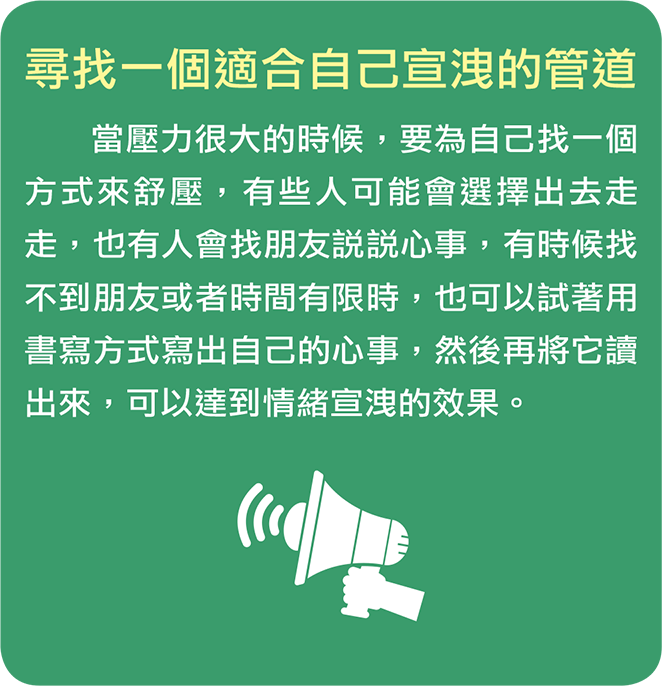 尋找一個適合自己宣洩的管道
當壓力很大的時候，要為自己找一個
方式來舒壓，有些人可能會選擇出去走
走，也有人會找朋友説説心事，有時候找
不到朋友或者時間有限時，也可以試著用
書寫方式寫出自己的心事，然後再將它讀
出來，可以達到情緒宣洩的效果。